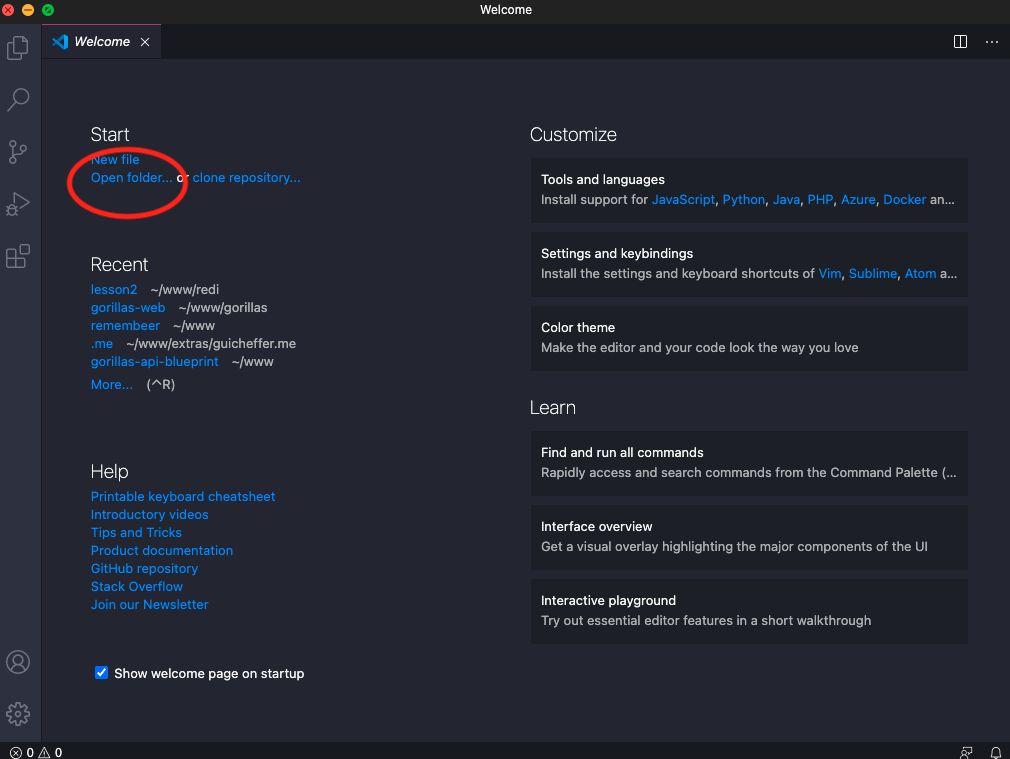 Welcome
Welcome
Start
New file
Open folder... or clone repository...
Recent
lesson2 ~/www/redi
gorillas-web ~/www/gorillas
remembeer ~/www
.me ~/www/extras/guicheffer.me
gorillas-api-blueprint ~/www
More... (^R)
Help
Printable keyboard cheatsheet
Introductory videos
Tips and Tricks
Product documentation
GitHub repository
Stack Overflow
Join our Newsletter
Show welcome page on startup
Customize
Tools and languages
Install support for JavaScript, Python, Java, PHP, Azure, Docker an...
Settings and keybindings
Install the settings and keyboard shortcuts of Vim, Sublime, Atom a...
Color theme
Make the editor and your code look the way you love
Learn
Find and run all commands
Rapidly access and search commands from the Command Palette (...
Interface overview
Get a visual overlay highlighting the major components of the UI
Interactive playground
Try out essential editor features in a short walkthrough
0 0